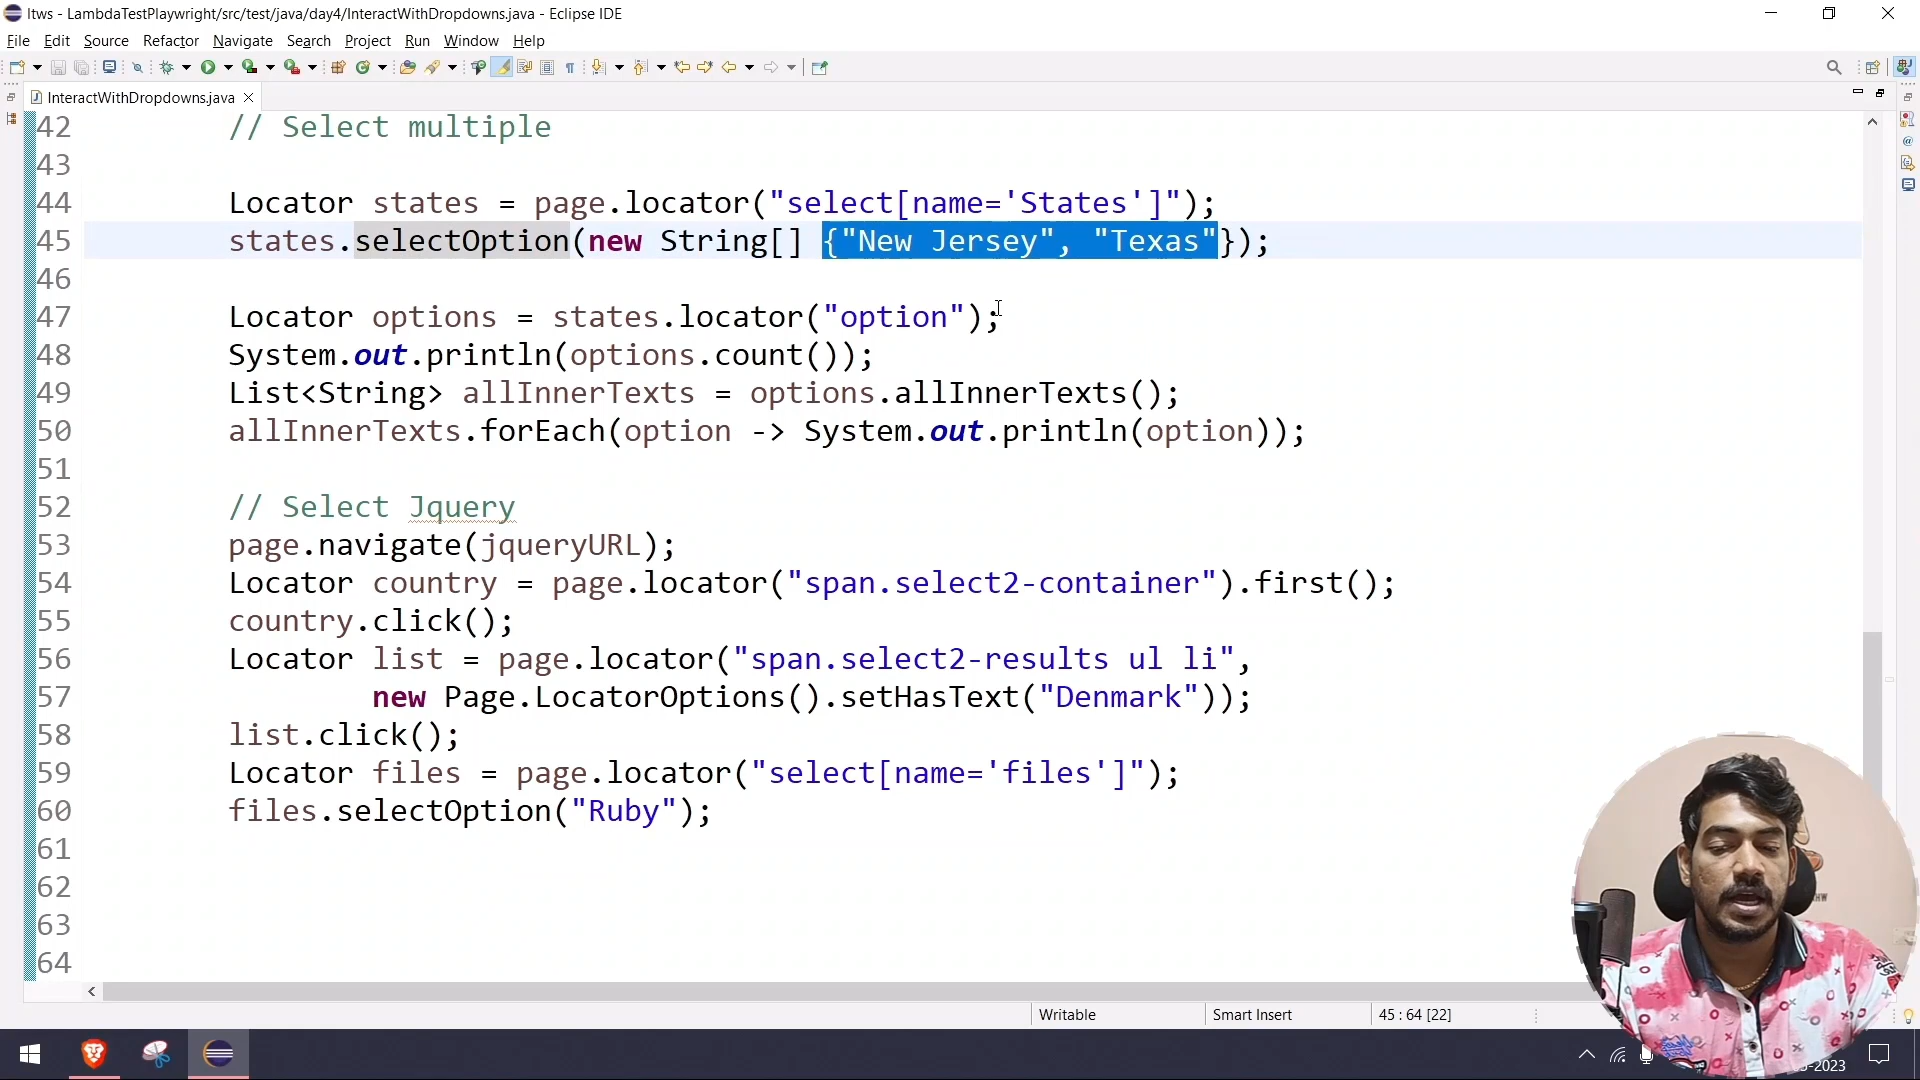 ltws - LambdaTestPlaywright/src/test/java/day4/InteractWithDropdowns.java - Eclipse IDE
File Edit Source Refactor Navigate Search Project Run Window Help
InteractWithDropdowns.java
42 // Select multiple
43
44 Locator states = page.locator("select[name='States']");
45 states.selectOption(new String[] {"New Jersey", "Texas"});
46
47 Locator options = states.locator("option");
48 System.out.println(options.count());
49 List<String> allInnerTexts = options.allInnerTexts();
50 allInnerTexts.forEach(option -> System.out.println(option));
51
52 // Select Jquery
53 page.navigate(jqueryURL);
54 Locator country = page.locator("span.select2-container").first();
55 country.click();
56 Locator list = page.locator("span.select2-results ul li",
57 new Page.LocatorOptions().setHasText("Denmark"));
58 list.click();
59 Locator files = page.locator("select[name='files']");
60 files.selectOption("Ruby");
61
62
63
64
Writable Smart Insert 45 : 64 [22]